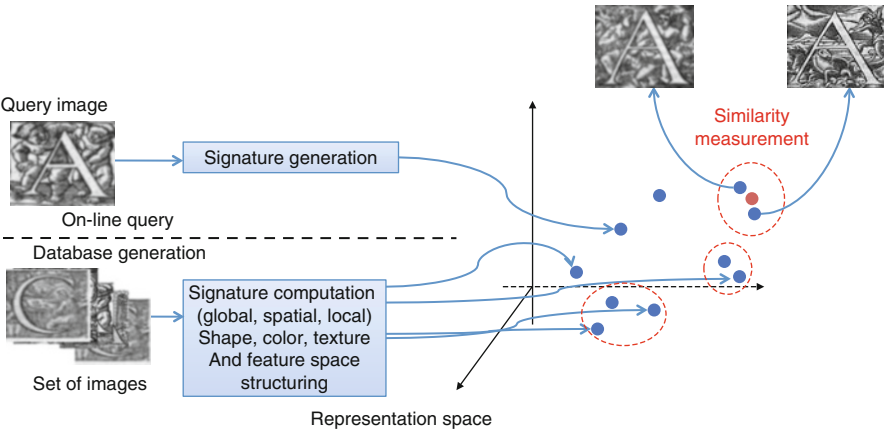 Query image
A
Signature generation
On-line query
Database generation
C
Signature computation
(global, spatial, local)
Shape, color, texture
And feature space
structuring
Set of images
Representation space
Similarity
measurement
A
A